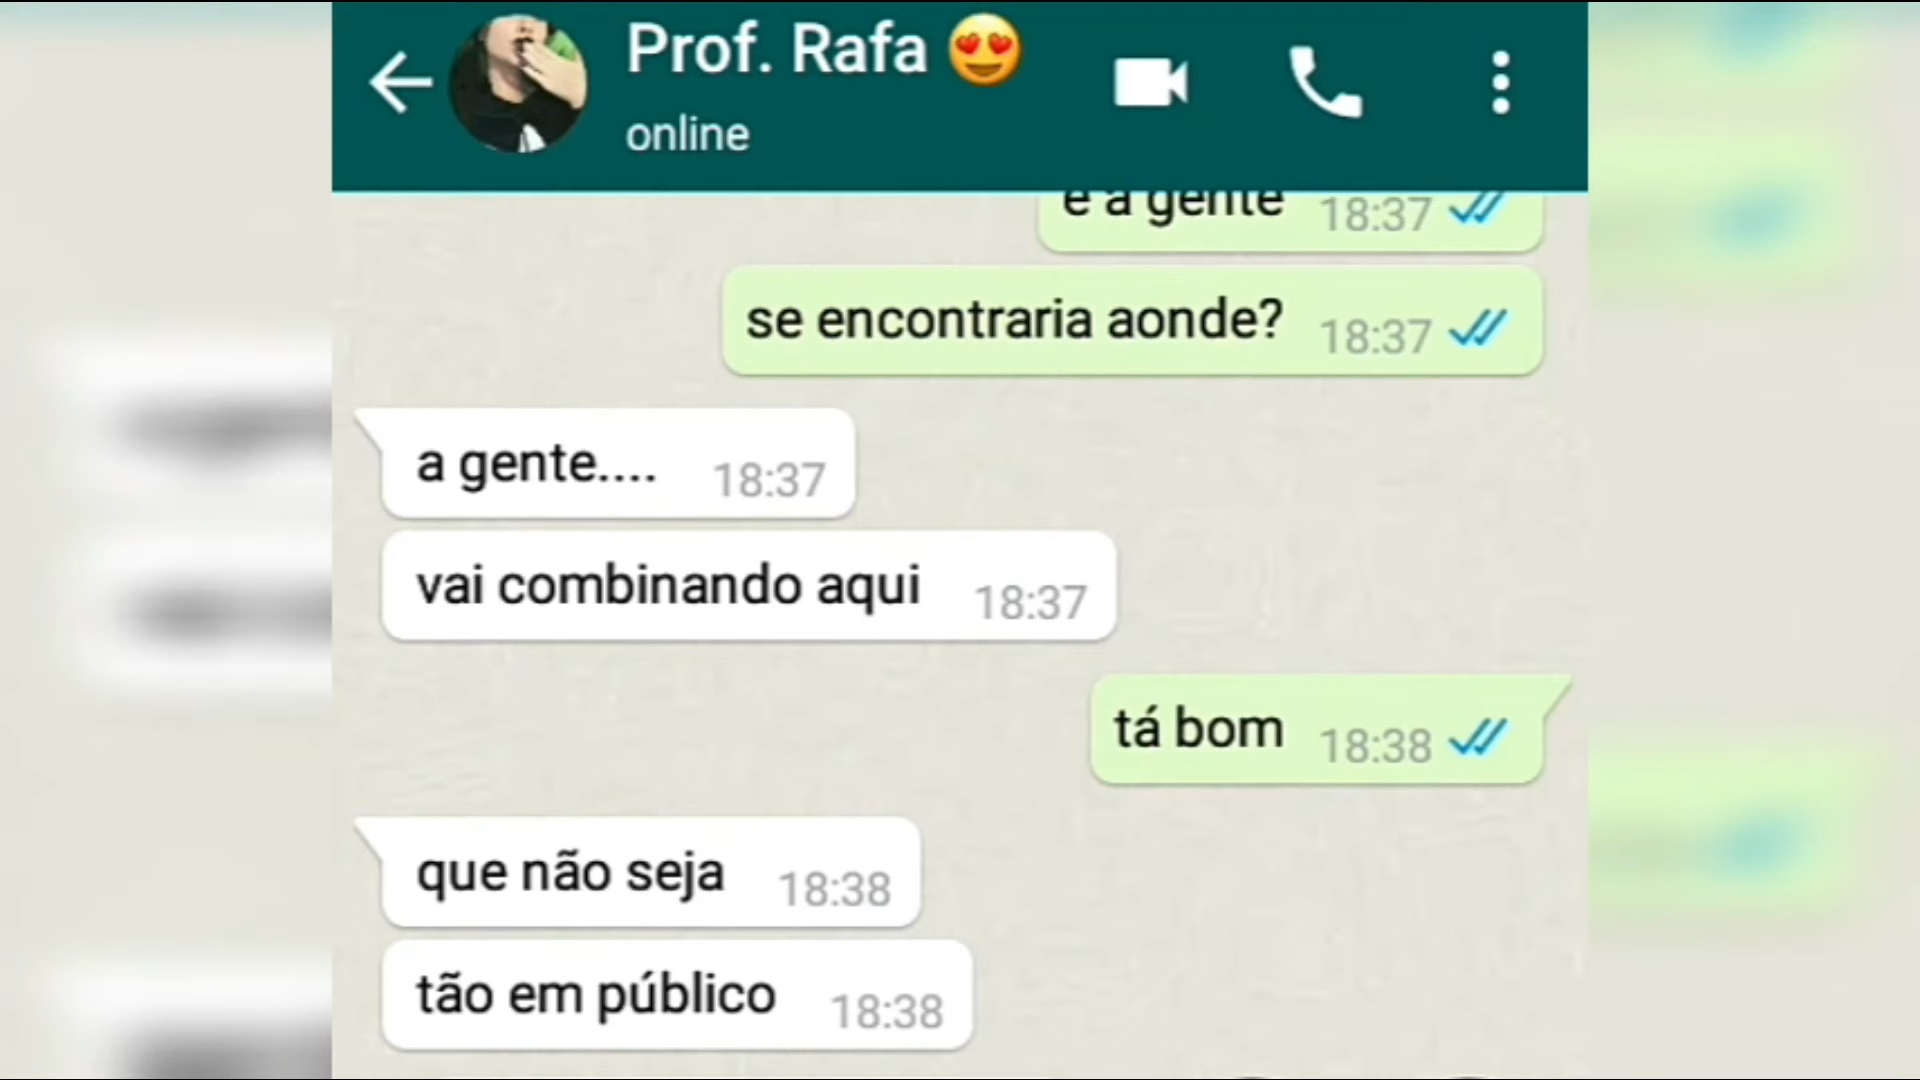 Prof. Rafa 😍
online
e a gente 18:37
se encontraria aonde? 18:37
a gente.... 18:37
vai combinando aqui 18:37
tá bom 18:38
que não seja 18:38
tão em público 18:38